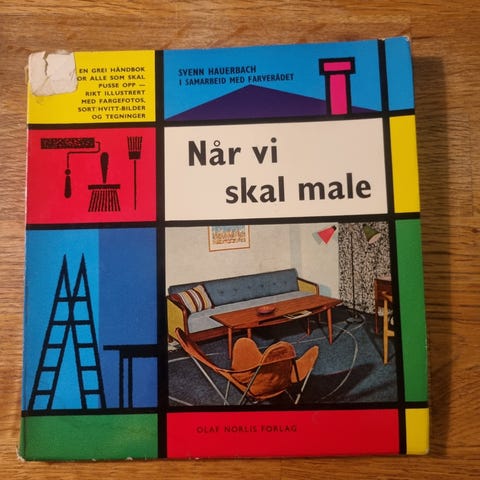 EN GREI HÅNDBOK
OR ALLE SOM SKAL
PUSSE OPP —
RIKT ILLUSTRERT
MED FARGEFOTOS,
SORT-HVITT-BILDER
OG TEGNINGER
SVENN HAUERBACH
I SAMARBEID MED FARVERÅDET
Når vi
skal male
OLAF NORLIS FORLAG